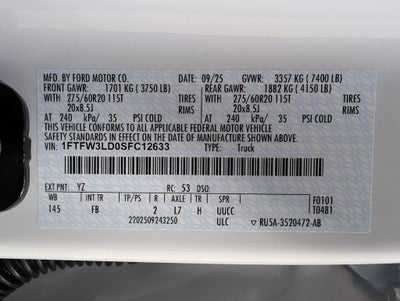 MFD. BY FORD MOTOR CO. 09/25 GVWR: 3357 KG (7400 LB)
FRONT GAWR: 1701 KG (3750 LB) REAR GAWR: 1882 KG (4150 LB)
WITH WITH
275/60R20 115T TIRES 275/60R20 115T TIRES
20x8.5J RIMS 20x8.5J RIMS
AT 240 kPa/ 35 PSI COLD AT 240 kPa/ 35 PSI COLD
THIS VEHICLE CONFORMS TO ALL APPLICABLE FEDERAL MOTOR VEHICLE SAFETY STANDARDS IN EFFECT ON THE DATE OF MANUFACTURE SHOWN ABOVE.
VIN: 1FTFW3LD0SFC12633 TYPE: Truck
EXT PNT: YZ RC: 53 DSO:
WB INT TR TP/PS R AXLE TR SPR F0101
145 FB 2 L7 H UUCC T0481
2202509243250 ULC RU5A-3520472-AB